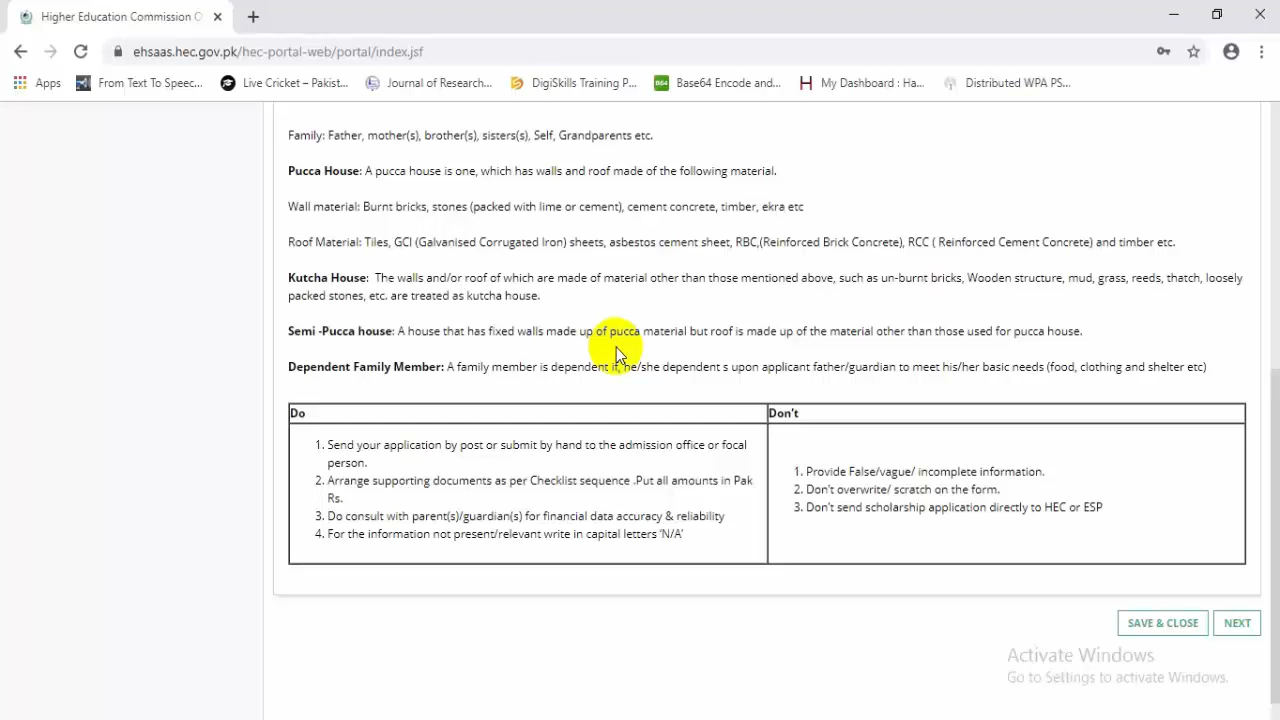 Higher Education Commission O
ehsaas.hec.gov.pk/hec-portal-web/portal/index.jsf
Apps From Text To Speec... Live Cricket – Pakist... Journal of Research... DigiSkills Training P... B64 Base64 Encode and... H My Dashboard : Ha... Distributed WPA PS...
Family: Father, mother(s), brother(s), sisters(s), Self, Grandparents etc.
Pucca House: A pucca house is one, which has walls and roof made of the following material.
Wall material: Burnt bricks, stones (packed with lime or cement), cement concrete, timber, ekra etc
Roof Material: Tiles, GCI (Galvanised Corrugated Iron) sheets, asbestos cement sheet, RBC,(Reinforced Brick Concrete), RCC ( Reinforced Cement Concrete) and timber etc.
Kutcha House: The walls and/or roof of which are made of material other than those mentioned above, such as un-burnt bricks, Wooden structure, mud, grass, reeds, thatch, loosely
packed stones, etc. are treated as kutcha house.
Semi -Pucca house: A house that has fixed walls made up of pucca material but roof is made up of the material other than those used for pucca house.
Dependent Family Member: A family member is dependent if, he/she dependent s upon applicant father/guardian to meet his/her basic needs (food, clothing and shelter etc)
Do
1. Send your application by post or submit by hand to the admission office or focal
person.
2. Arrange supporting documents as per Checklist sequence .Put all amounts in Pak
Rs.
3. Do consult with parent(s)/guardian(s) for financial data accuracy & reliability
4. For the information not present/relevant write in capital letters ‘N/A’
Don’t
1. Provide False/vague/ incomplete information.
2. Don’t overwrite/ scratch on the form.
3. Don’t send scholarship application directly to HEC or ESP
SAVE & CLOSE NEXT
Activate Windows
Go to Settings to activate Windows.